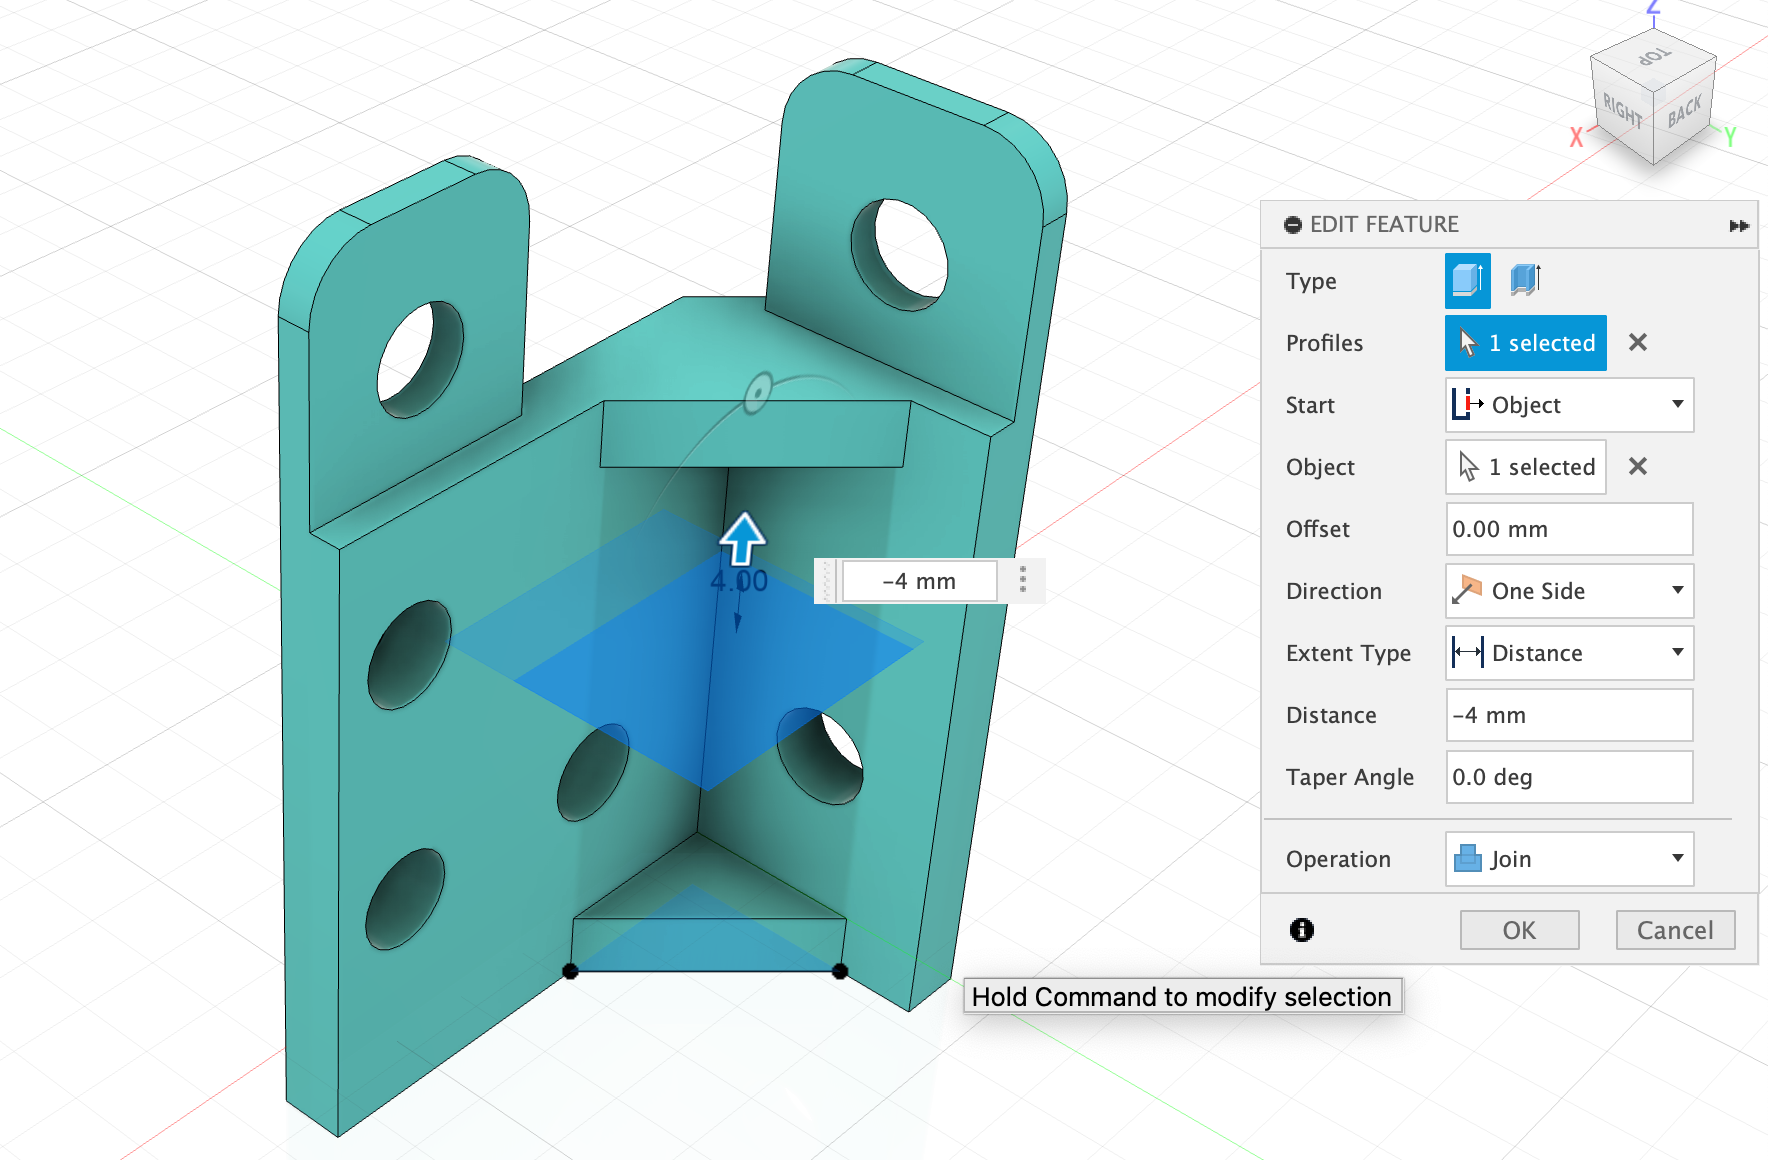 Z
TOP
RIGHT
BACK
X
Y
EDIT FEATURE
Type
Profiles
1 selected
Start
Object
Object
1 selected
Offset
0.00 mm
Direction
One Side
Extent Type
Distance
Distance
-4 mm
Taper Angle
0.0 deg
Operation
Join
OK
Cancel
4.00
-4 mm
Hold Command to modify selection